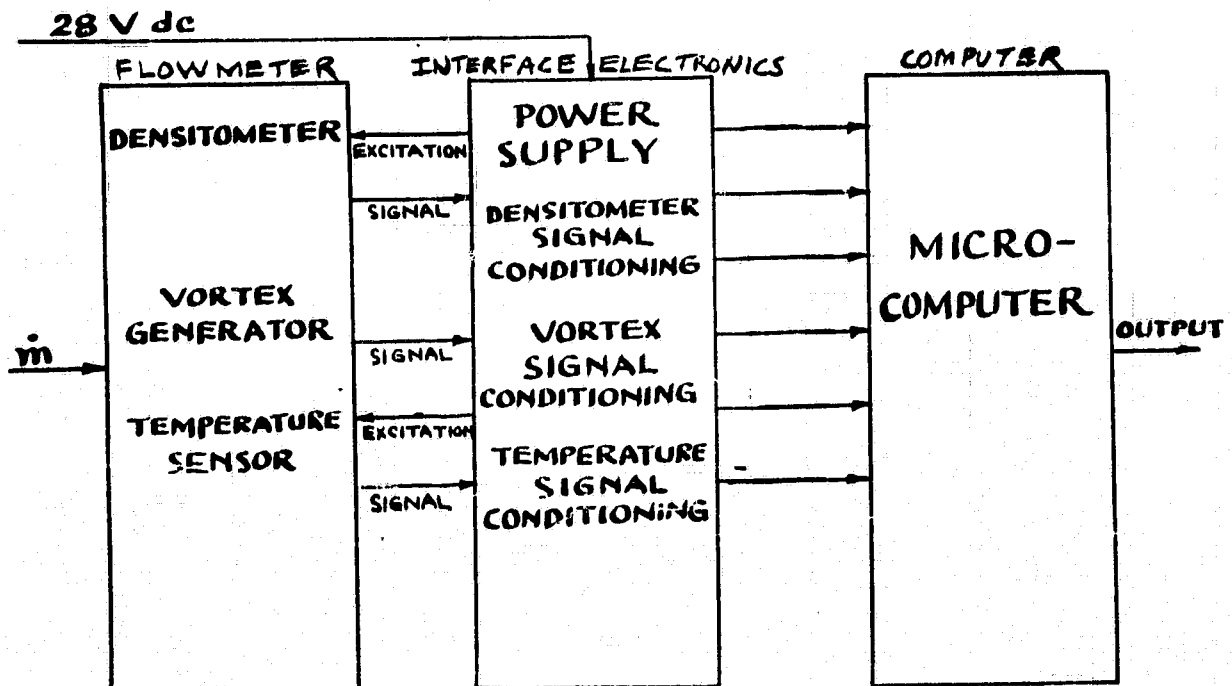 28 V dc
FLOWMETER
INTERFACE ELECTRONICS
COMPUTER
DENSITOMETER
EXCITATION
SIGNAL
VORTEX
GENERATOR
SIGNAL
ṁ
TEMPERATURE
SENSOR
EXCITATION
SIGNAL
POWER
SUPPLY
DENSITOMETER
SIGNAL
CONDITIONING
VORTEX
SIGNAL
CONDITIONING
TEMPERATURE
SIGNAL
CONDITIONING
MICRO-
COMPUTER
OUTPUT